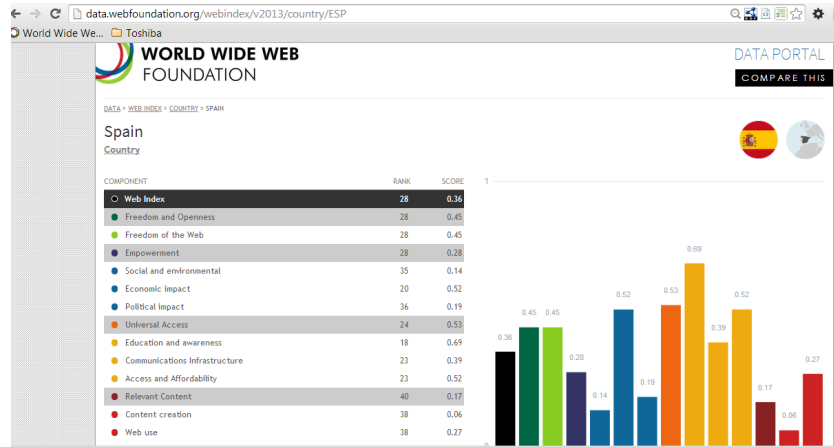 data.webfoundation.org/webindex/v2013/country/ESP
World Wide We... Toshiba
WORLD WIDE WEB
FOUNDATION
DATA PORTAL
COMPARE THIS
DATA > WEB INDEX > COUNTRY > SPAIN
Spain
Country
COMPONENT RANK SCORE
Web Index 28 0.36
Freedom and Openness 28 0.45
Freedom of the Web 28 0.45
Empowerment 28 0.28
Social and environmental 35 0.14
Economic impact 20 0.52
Political impact 36 0.19
Universal Access 24 0.53
Education and awareness 18 0.69
Communications Infrastructure 23 0.39
Access and Affordability 23 0.52
Relevant Content 40 0.17
Content creation 38 0.06
Web use 38 0.27
1
0.36 0.45 0.45 0.28 0.14 0.52 0.19 0.53 0.69 0.39 0.52 0.17 0.06 0.27
0